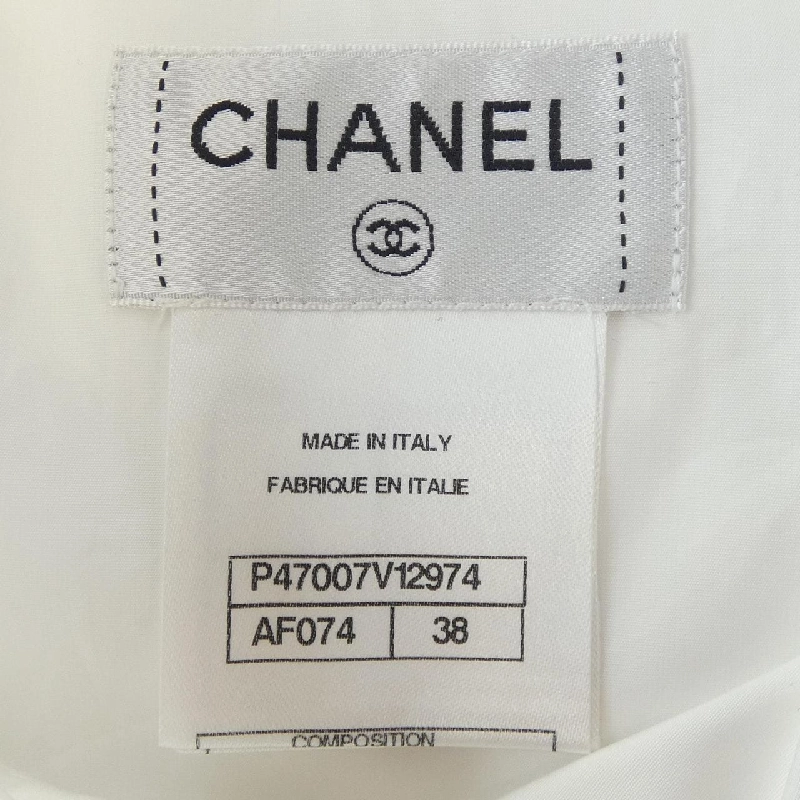 CHANEL
MADE IN ITALY
FABRIQUE EN ITALIE
P47007V12974
AF074 38
COMPOSITION